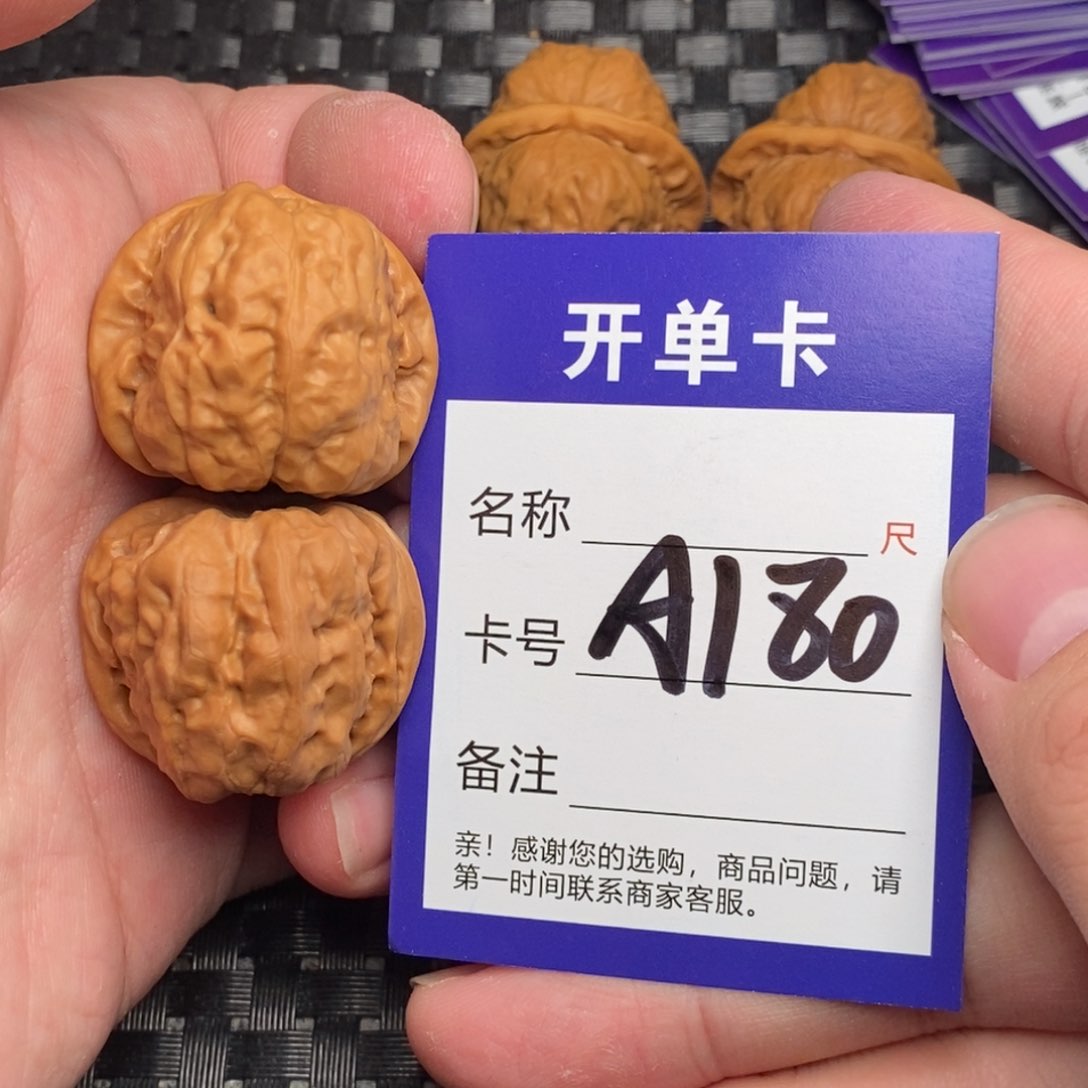 开单卡
名称 尺
卡号 A180
备注
亲！感谢您的选购，商品问题，请
第一时间联系商家客服。